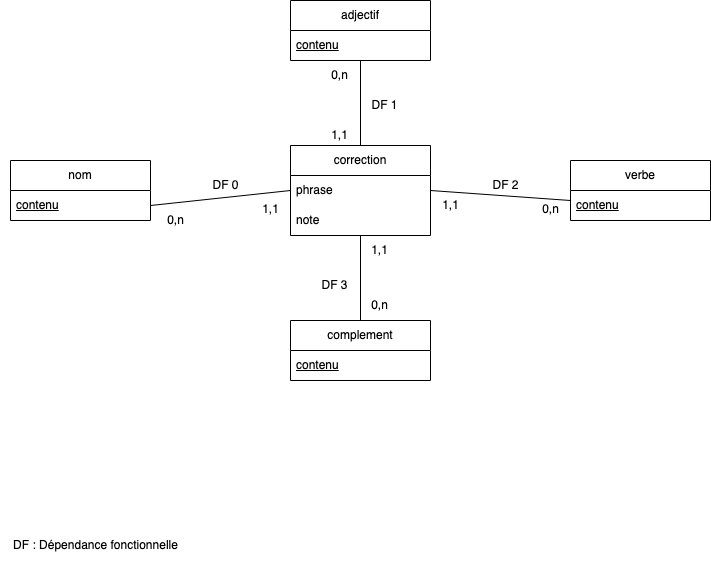 adjectif
contenu
0,n
DF 1
1,1
correction
phrase
note
nom
contenu
DF 0
0,n
1,1
DF 2
1,1
0,n
verbe
contenu
1,1
DF 3
0,n
complement
contenu
DF : Dépendance fonctionnelle